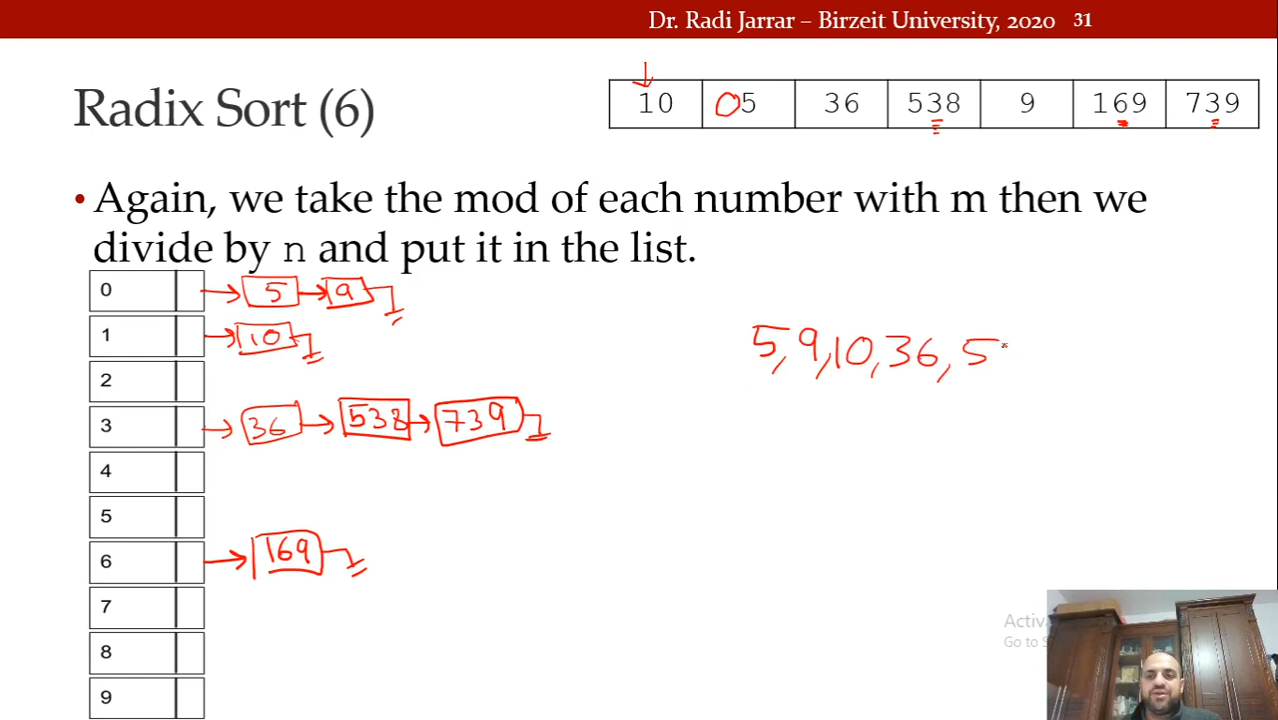 Dr. Radi Jarrar – Birzeit University, 2020 31
Radix Sort (6)
10 05 36 538 9 169 739
• Again, we take the mod of each number with m then we
divide by n and put it in the list.
0 5 9
1 10
2
3 36 538 739
4
5
6 169
7
8
9
5, 9, 10, 36, 5
Activ
Go to S